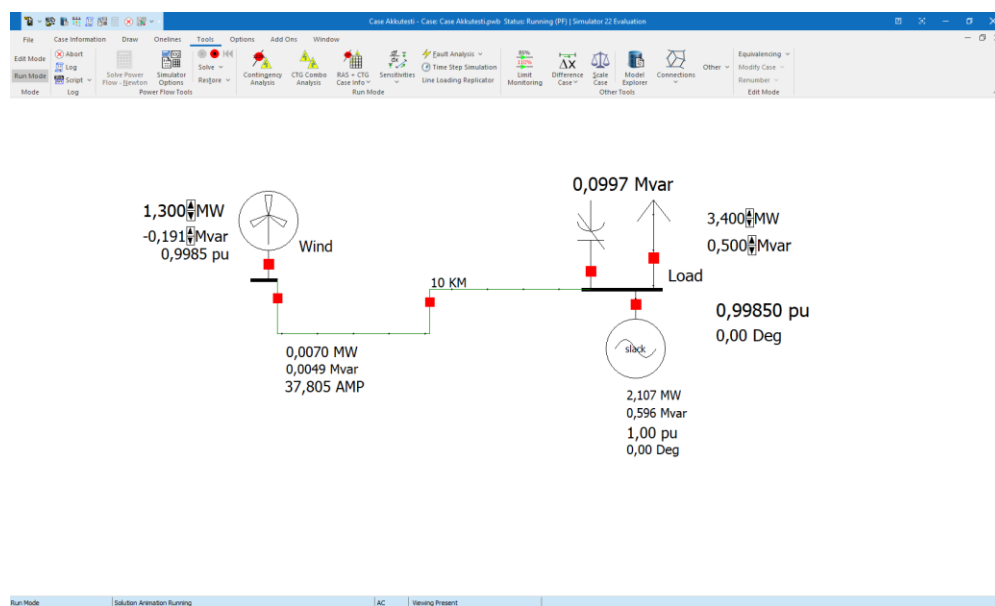 Case Akkutesti - Case: Case Akkutesti.pwb Status: Running (PF) | Simulator 22 Evaluation
File Case Information Draw Onelines Tools Options Add Ons Window
Edit Mode
Run Mode
Mode
Abort
Log
Script
Log
Solve Power Flow - Newton
Simulator Options
Solve
Restore
Power Flow Tools
Contingency Analysis
CTG Combo Analysis
RAS + CTG Case Info
Sensitivities
Fault Analysis
Time Step Simulation
Line Loading Replicator
Run Mode
Limit Monitoring
Difference Case
Scale Case
Model Explorer
Connections
Other
Other Tools
Equivalencing
Modify Case
Renumber
Edit Mode
0,0997 Mvar
1,300 MW
-0,191 Mvar
0,9985 pu
Wind
3,400 MW
0,500 Mvar
Load
10 KM
0,99850 pu
0,00 Deg
0,0070 MW
0,0049 Mvar
37,805 AMP
slack
2,107 MW
0,596 Mvar
1,00 pu
0,00 Deg
Run Mode Solution Animation Running AC Viewing Present